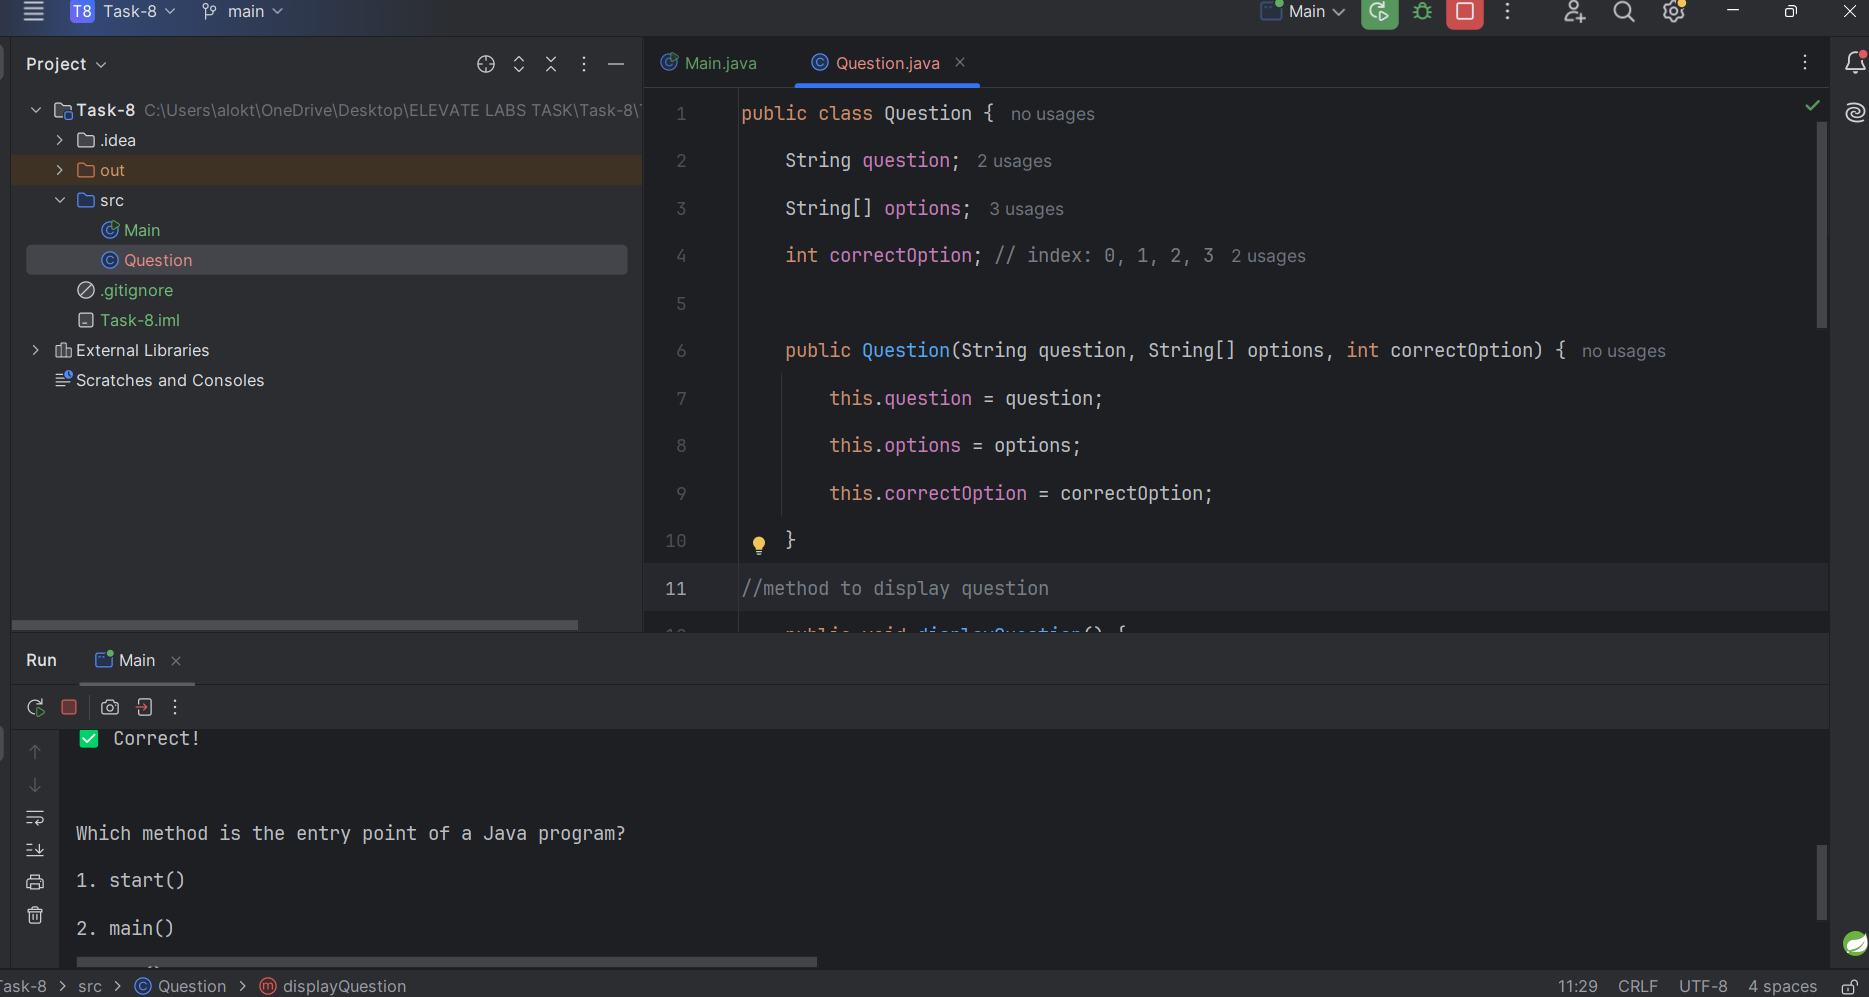 T8 Task-8 main Main
Project
Main.java Question.java
Task-8 C:\Users\alokt\OneDrive\Desktop\ELEVATE LABS TASK\Task-8\
.idea
out
src
Main
Question
.gitignore
Task-8.iml
External Libraries
Scratches and Consoles
1 public class Question { no usages
2 String question; 2 usages
3 String[] options; 3 usages
4 int correctOption; // index: 0, 1, 2, 3 2 usages
5
6 public Question(String question, String[] options, int correctOption) { no usages
7 this.question = question;
8 this.options = options;
9 this.correctOption = correctOption;
10 }
11 //method to display question
12 public void displayQuestion() {
Run Main
✅ Correct!
Which method is the entry point of a Java program?
1. start()
2. main()
ask-8 > src > Question > displayQuestion
11:29 CRLF UTF-8 4 spaces